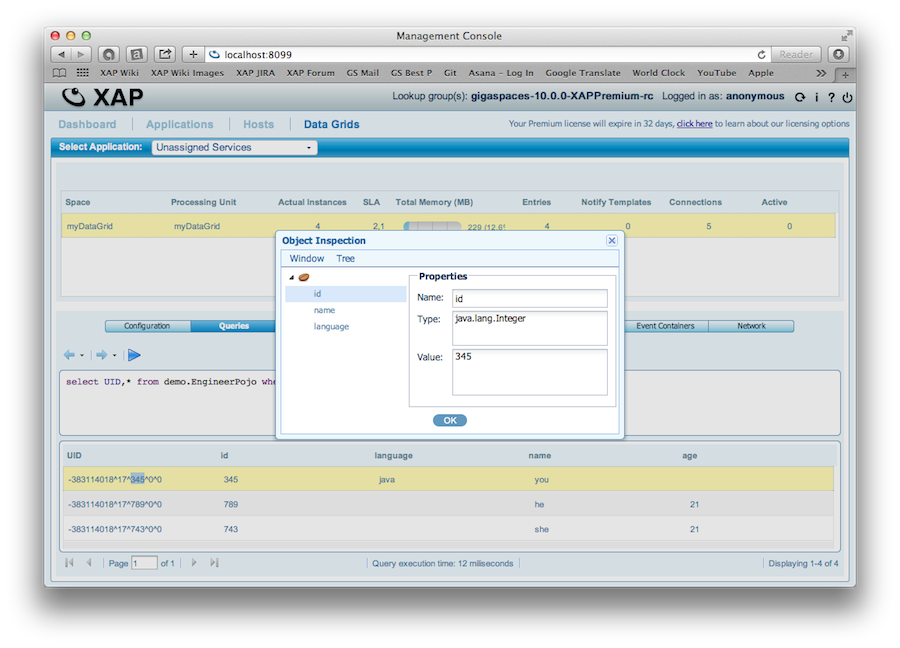 Management Console
localhost:8099
Reader
XAP Wiki XAP Wiki Images XAP JIRA XAP Forum GS Mail GS Best P Git Asana - Log In Google Translate World Clock YouTube Apple
XAP
Lookup group(s): gigaspaces-10.0.0-XAPPremium-rc Logged in as: anonymous
Dashboard Applications Hosts Data Grids
Your Premium license will expire in 32 days, click here to learn about our licensing options
Select Application: Unassigned Services
Space Processing Unit Actual Instances SLA Total Memory (MB) Entries Notify Templates Connections Active
myDataGrid myDataGrid 4 2,1 229 (12.6 4 0 5 0
Object Inspection
Window Tree
id
name
language
Properties
Name: id
Type: java.lang.Integer
Value: 345
OK
Configuration Queries Event Containers Network
select UID,* from demo.EngineerPojo whe
UID id language name age
-383114018^17^345^0^0 345 java you
-383114018^17^789^0^0 789 he 21
-383114018^17^743^0^0 743 she 21
Page 1 of 1 Query execution time: 12 miliseconds Displaying 1-4 of 4